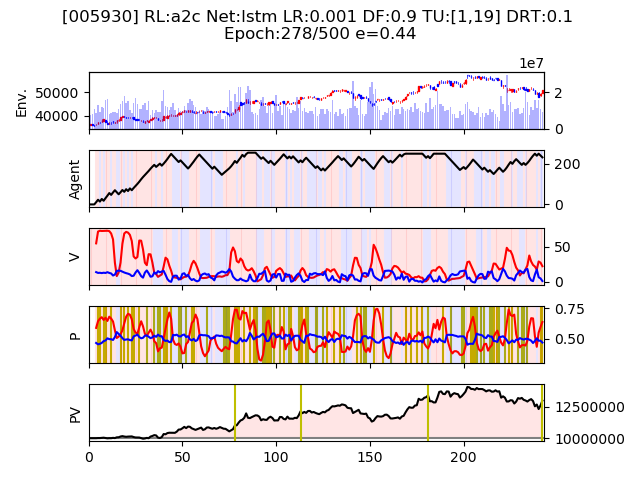 [005930] RL:a2c Net:lstm LR:0.001 DF:0.9 TU:[1,19] DRT:0.1
Epoch:278/500 e=0.44
1e7
Env.
50000
40000
2
0
Agent
200
0
V
50
0
P
0.75
0.50
PV
12500000
10000000
0
50
100
150
200